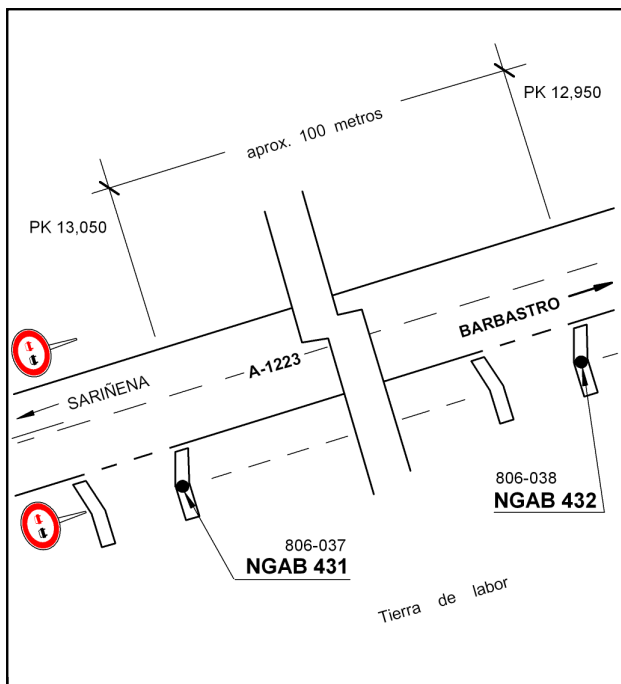 PK 12,950
aprox. 100 metros
PK 13,050
BARBASTRO
A-1223
SARIÑENA
806-038
NGAB 432
806-037
NGAB 431
Tierra de labor